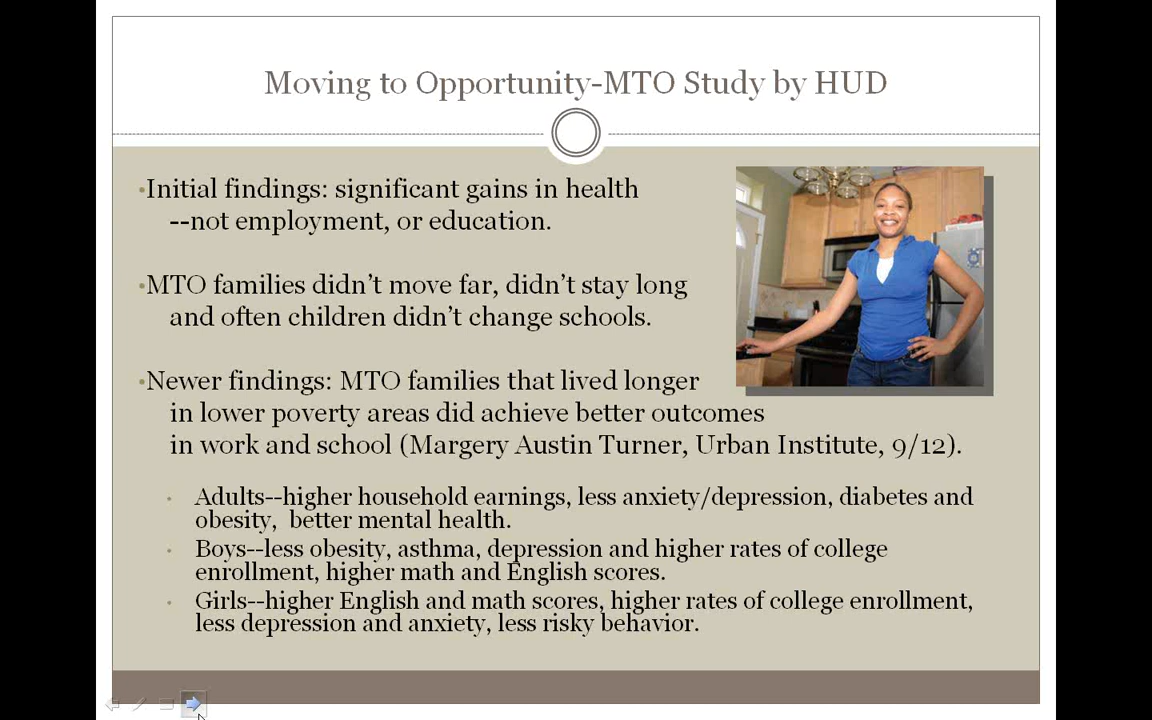 Moving to Opportunity-MTO Study by HUD
•Initial findings: significant gains in health
--not employment, or education.
•MTO families didn't move far, didn't stay long
and often children didn't change schools.
•Newer findings: MTO families that lived longer
in lower poverty areas did achieve better outcomes
in work and school (Margery Austin Turner, Urban Institute, 9/12).
• Adults--higher household earnings, less anxiety/depression, diabetes and
obesity,  better mental health.
• Boys--less obesity, asthma, depression and higher rates of college
enrollment, higher math and English scores.
• Girls--higher English and math scores, higher rates of college enrollment,
less depression and anxiety, less risky behavior.